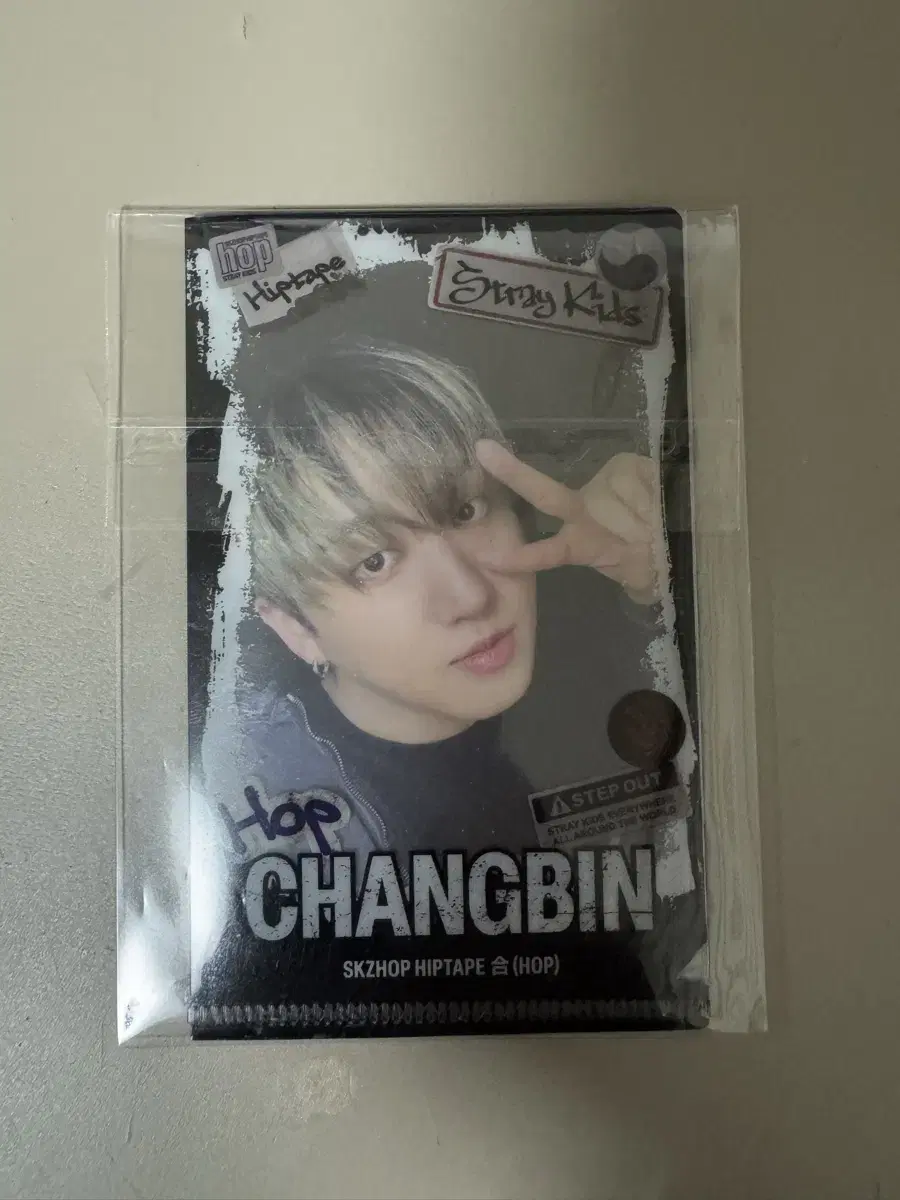 hop
STRAY KIDS
Hiptape
Stray Kids
Hop
STEP OUT
STRAY KIDS EVERYWHERE
ALL AROUND THE WORLD
CHANGBIN
SKZHOP HIPTAPE 合 (HOP)